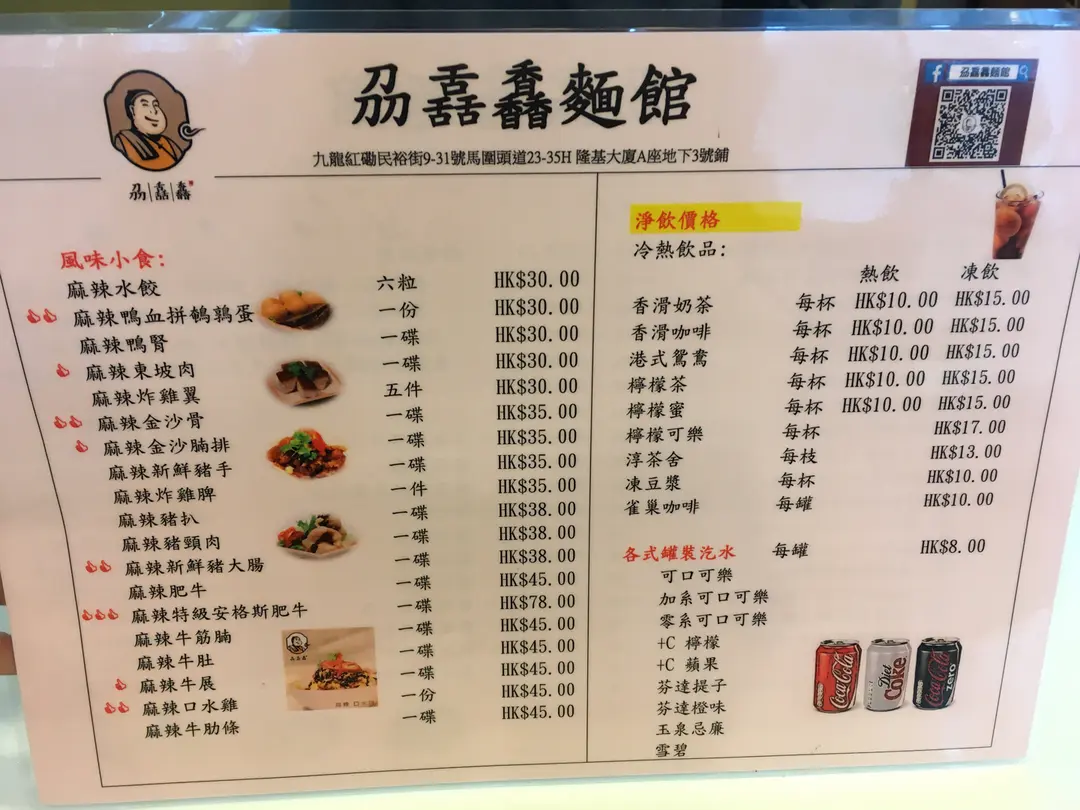 刕 馫麵館
九龍紅磡民裕街9-31號馬圍頭道23-35H 隆基大廈A座地下3號鋪
風味小食:
麻辣水餃 六粒 HK$30.00
麻辣鴨血拼鵪鶉蛋 一份 HK$30.00
麻辣鴨腎 一碟 HK$30.00
麻辣東坡肉 一碟 HK$30.00
麻辣炸雞翼 五件 HK$30.00
麻辣金沙骨 一碟 HK$35.00
麻辣金沙腩排 一碟 HK$35.00
麻辣新鮮豬手 一碟 HK$35.00
麻辣炸雞脾 一件 HK$35.00
麻辣豬扒 一碟 HK$38.00
麻辣豬頸肉 一碟 HK$38.00
麻辣新鮮豬大腸 一碟 HK$38.00
麻辣肥牛 一碟 HK$45.00
麻辣特級安格斯肥牛 一碟 HK$78.00
麻辣牛筋腩 一碟 HK$45.00
麻辣牛肚 一碟 HK$45.00
麻辣牛展 一碟 HK$45.00
麻辣口水雞 一份 HK$45.00
麻辣牛肋條 一碟 HK$45.00
淨飲價格
冷熱飲品:
熱飲 凍飲
香滑奶茶 每杯 HK$10.00 HK$15.00
香滑咖啡 每杯 HK$10.00 HK$15.00
港式鴛鴦 每杯 HK$10.00 HK$15.00
檸檬茶 每杯 HK$10.00 HK$15.00
檸檬蜜 每杯 HK$10.00 HK$15.00
檸檬可樂 每杯 HK$17.00
淳茶舍 每枝 HK$13.00
凍豆漿 每杯 HK$10.00
雀巢咖啡 每罐 HK$10.00
各式罐裝汽水 每罐 HK$8.00
可口可樂
加系可口可樂
零系可口可樂
+C 檸檬
+C 蘋果
芬達提子
芬達橙味
玉泉忌廉
雪碧
Coca-Cola
Diet Coke
Coca-Cola zero